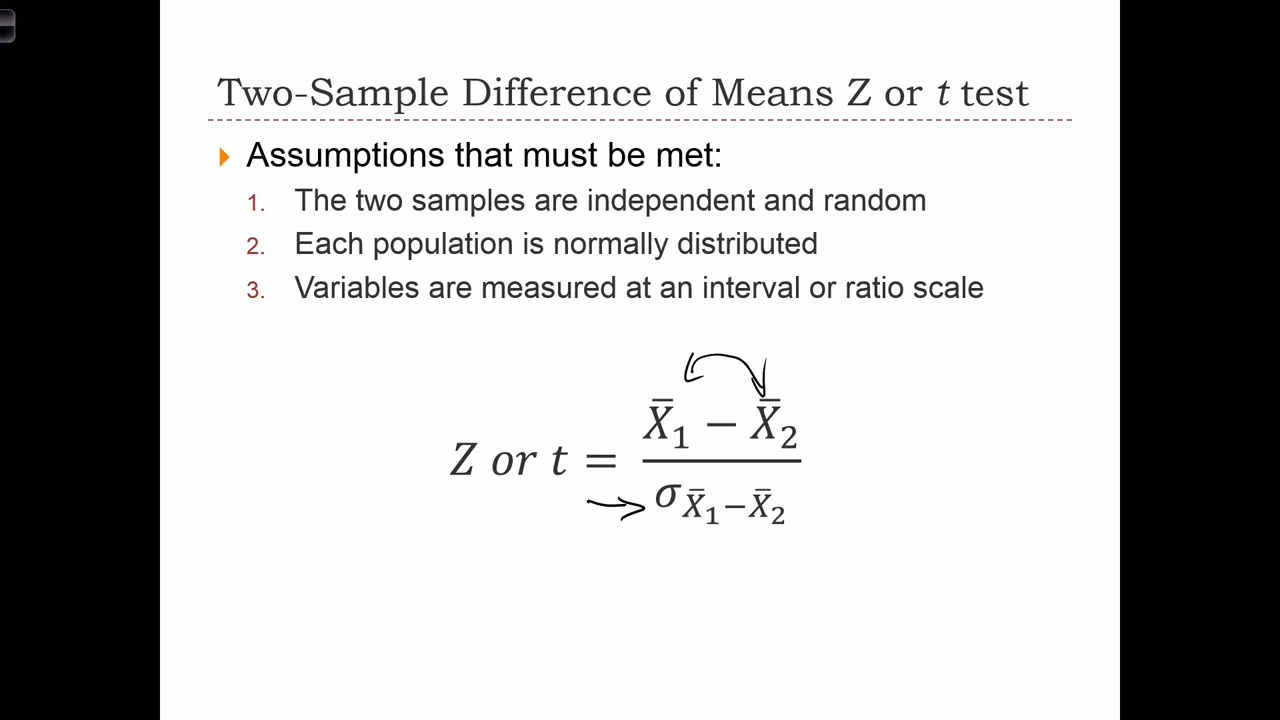 Two-Sample Difference of Means Z or t test
Assumptions that must be met:
1. The two samples are independent and random
2. Each population is normally distributed
3. Variables are measured at an interval or ratio scale
Z or t = (X̄₁ − X̄₂) / σ_X̄₁−X̄₂